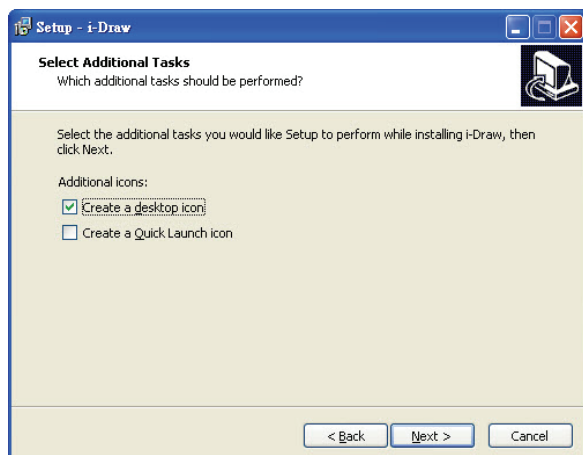 Setup - i-Draw
Select Additional Tasks
Which additional tasks should be performed?
Select the additional tasks you would like Setup to perform while installing i-Draw, then
click Next.
Additional icons:
Create a desktop icon
Create a Quick Launch icon
< Back
Next >
Cancel